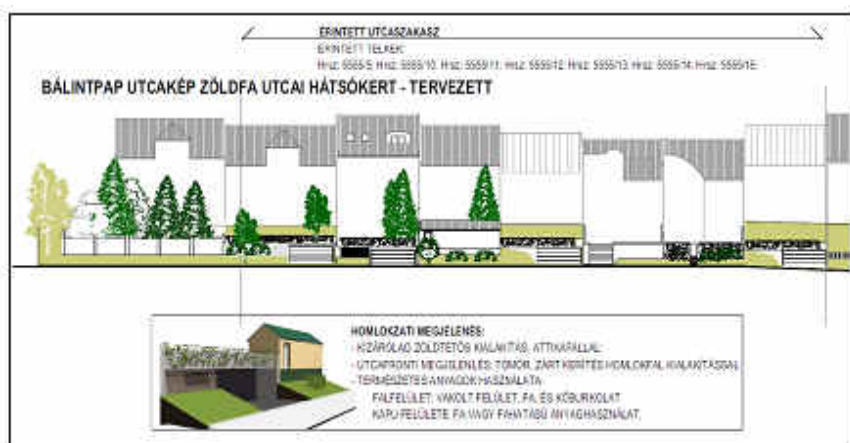 ÉRINTETT UTCASZAKASZ
ÉRINTETT TELKEK:
Hrsz: 5555/9, Hrsz: 5555/10, Hrsz: 5555/11, Hrsz: 5555/12, Hrsz: 5555/13, Hrsz: 5555/14, Hrsz: 5555/15,
BÁLINTPAP UTCAKÉP ZÖLDFA UTCAI HÁTSÓKERT - TERVEZETT
HOMLOKZATI MEGJELENÉS:
- KIZÁRÓLAG ZÖLDTETŐS KIALAKÍTÁS, ATTIKAFALLAL
- UTCAFRONTI MEGJELENÉS: TÖMÖR, ZÁRT KERÍTÉS HOMLOKFAL KIALAKÍTÁSSAL
- TERMÉSZETES ANYAGOK HASZNÁLATA
FALFELÜLET: VAKOLT FELÜLET, FA, ÉS KŐBURKOLAT
KAPU FELÜLETE: FA VAGY FAHATÁSÚ ANYAGHASZNÁLAT,